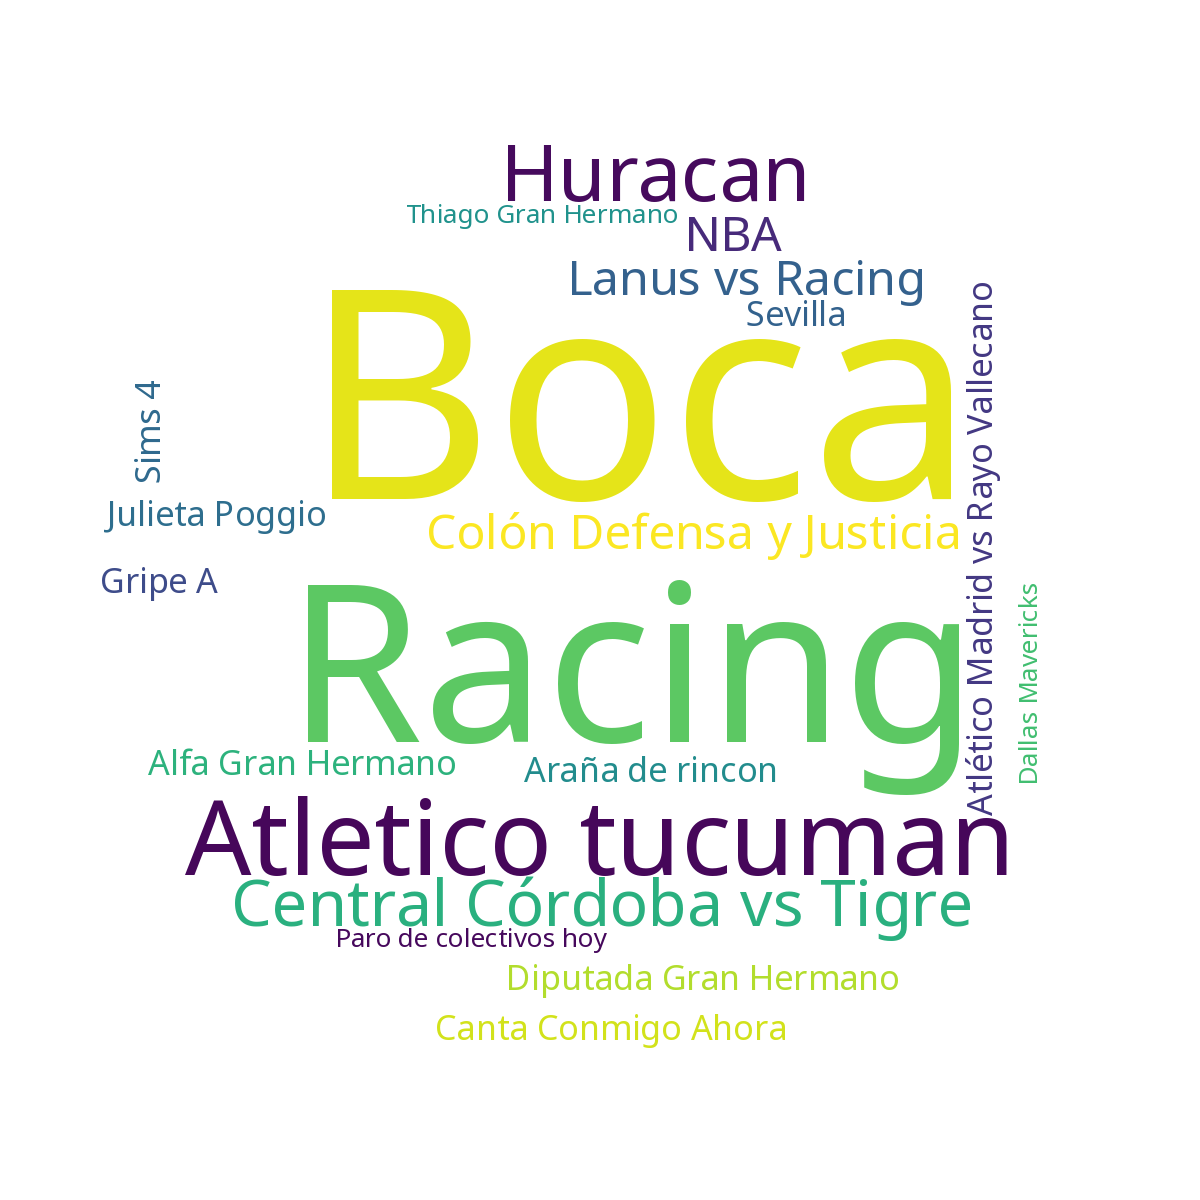 Huracan
Thiago Gran Hermano
NBA
Lanus vs Racing
Sevilla
Boca
Atlético Madrid vs Rayo Vallecano
Sims 4
Julieta Poggio
Colón Defensa y Justicia
Gripe A
Racing
Dallas Mavericks
Alfa Gran Hermano
Araña de rincon
Atletico tucuman
Central Córdoba vs Tigre
Paro de colectivos hoy
Diputada Gran Hermano
Canta Conmigo Ahora